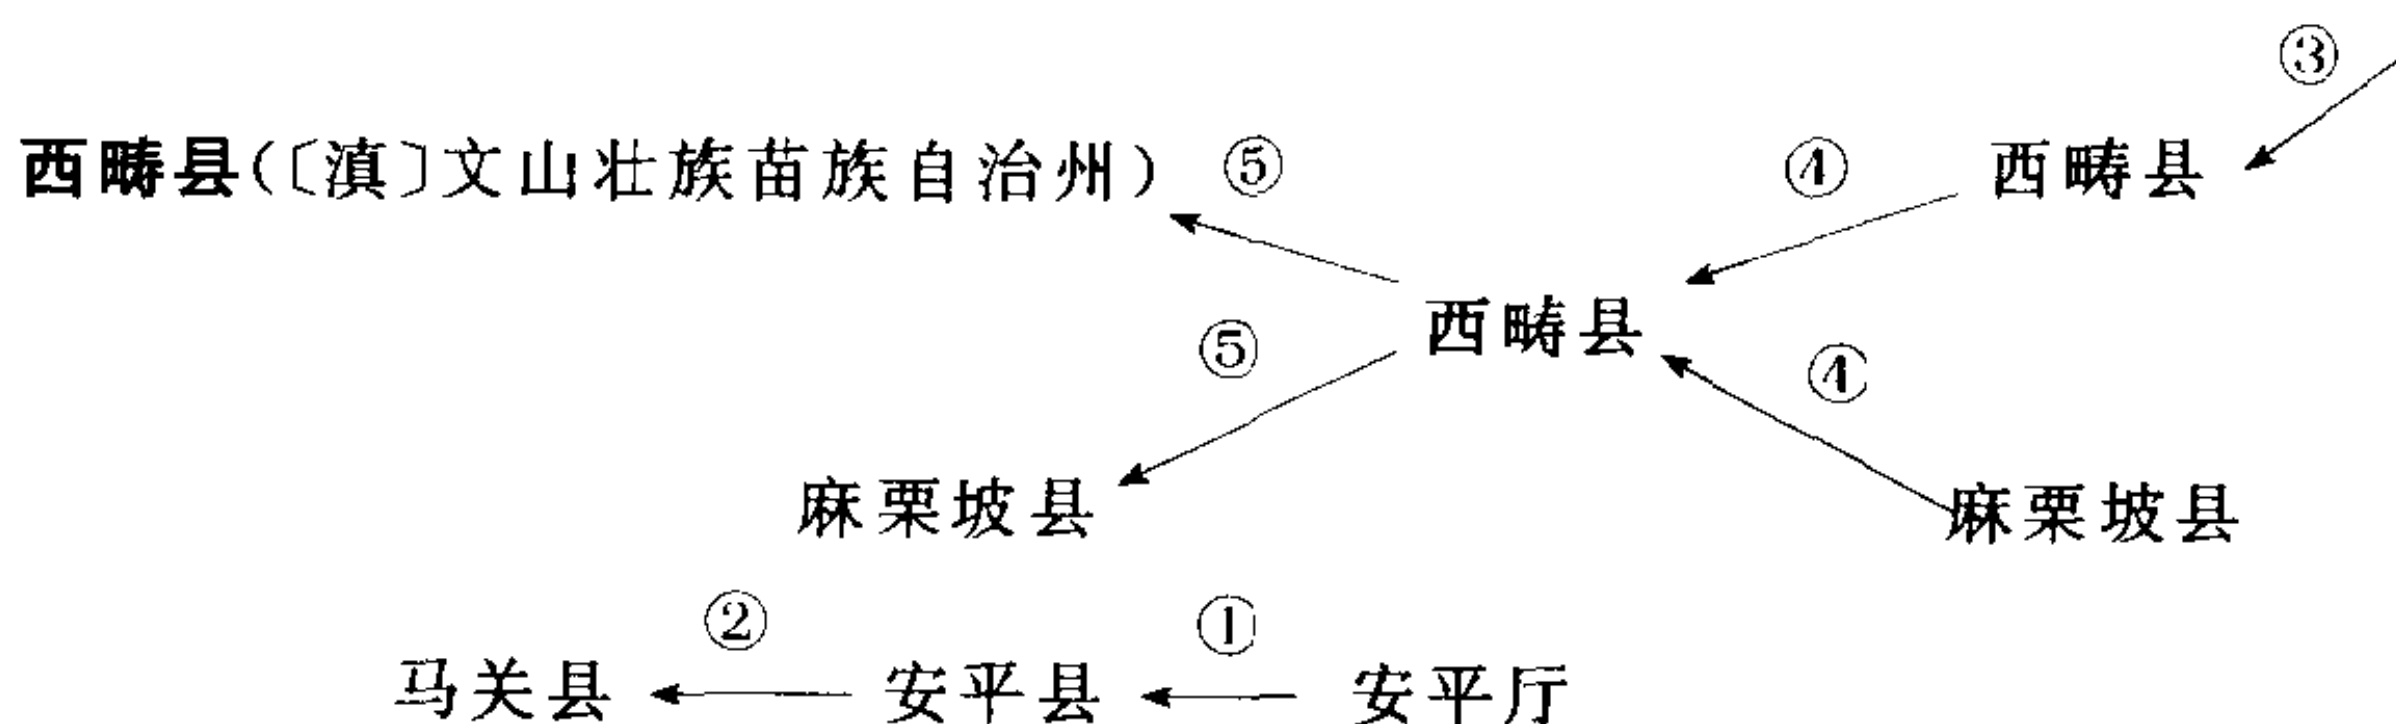 ③
西畴县(〔滇〕文山壮族苗族自治州) ⑤ ④ 西畴县
⑤ 西畴县 ④
麻栗坡县 麻栗坡县
② ①
马关县 安平县 安平厅